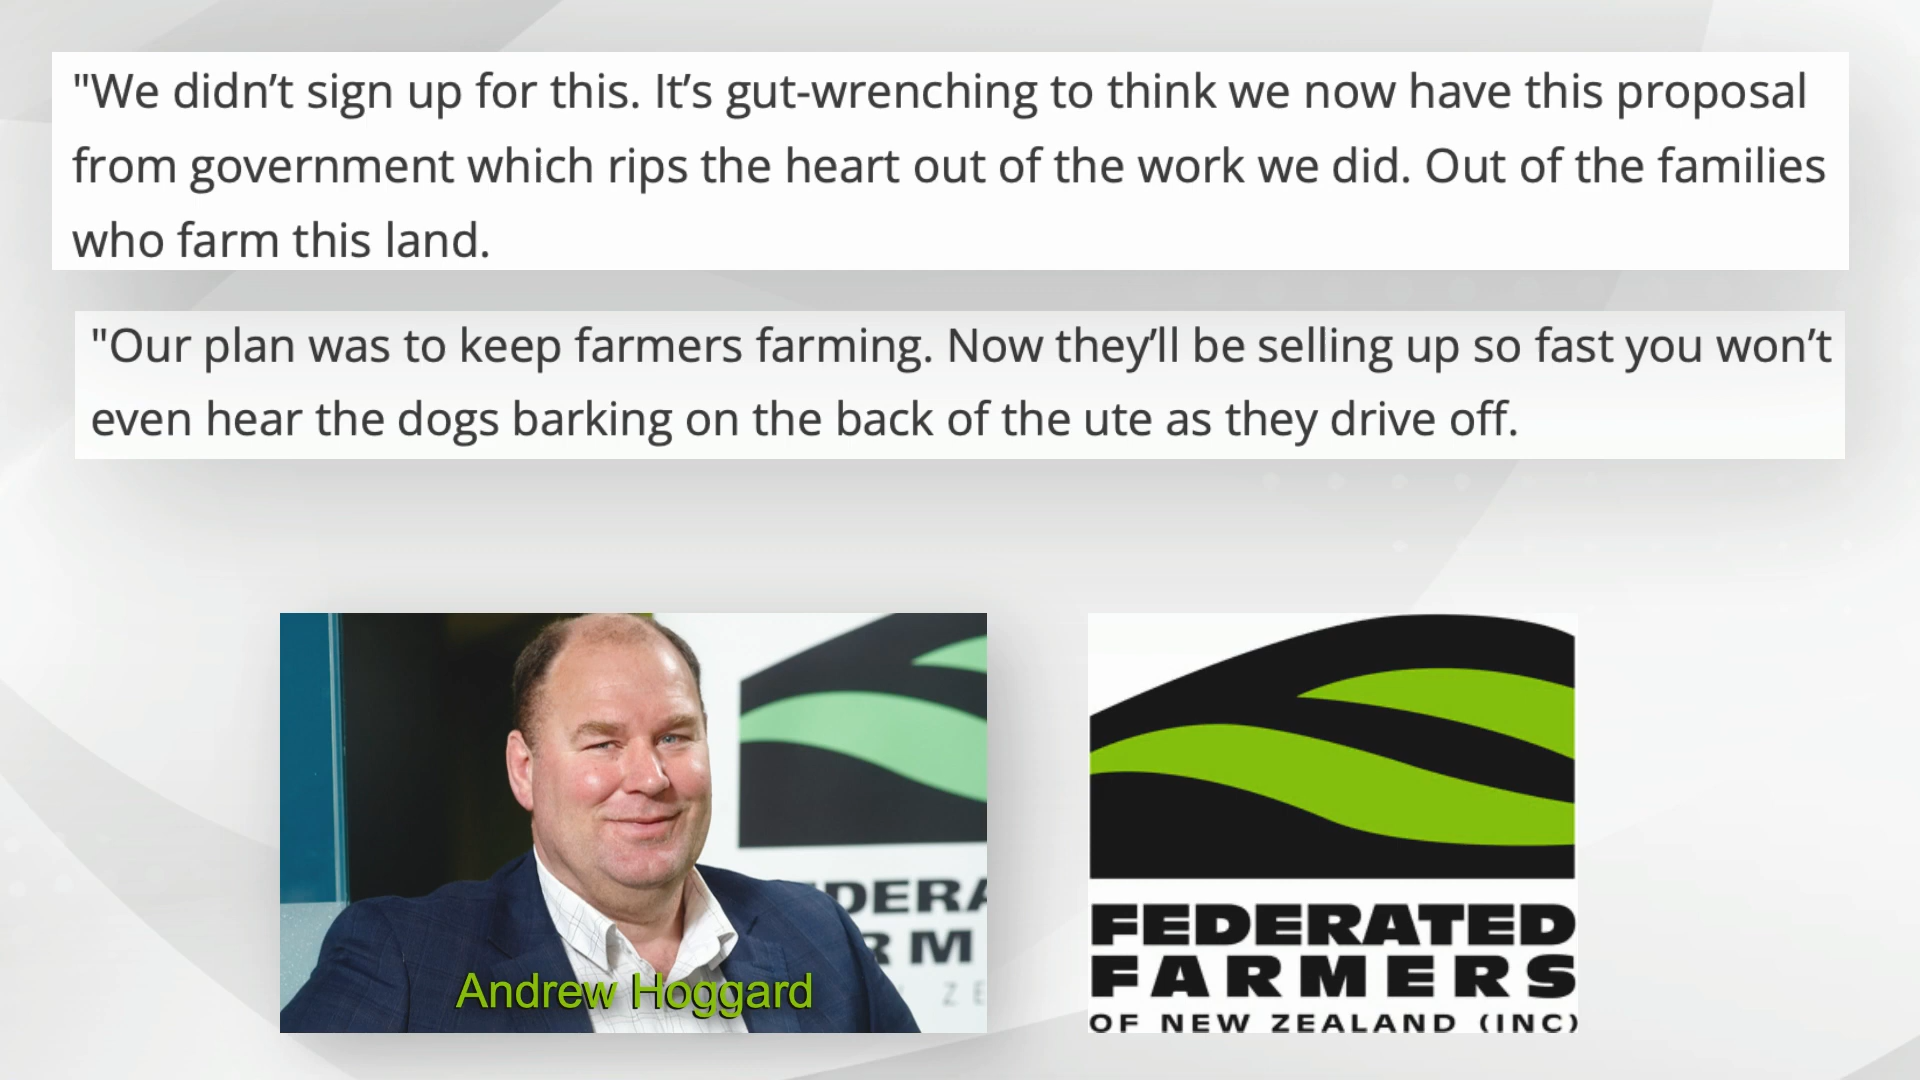 "We didn’t sign up for this. It’s gut-wrenching to think we now have this proposal
from government which rips the heart out of the work we did. Out of the families
who farm this land.
"Our plan was to keep farmers farming. Now they’ll be selling up so fast you won’t
even hear the dogs barking on the back of the ute as they drive off.
DERA
RM
ZE
Andrew Hoggard
FEDERATED
FARMERS
OF NEW ZEALAND (INC)